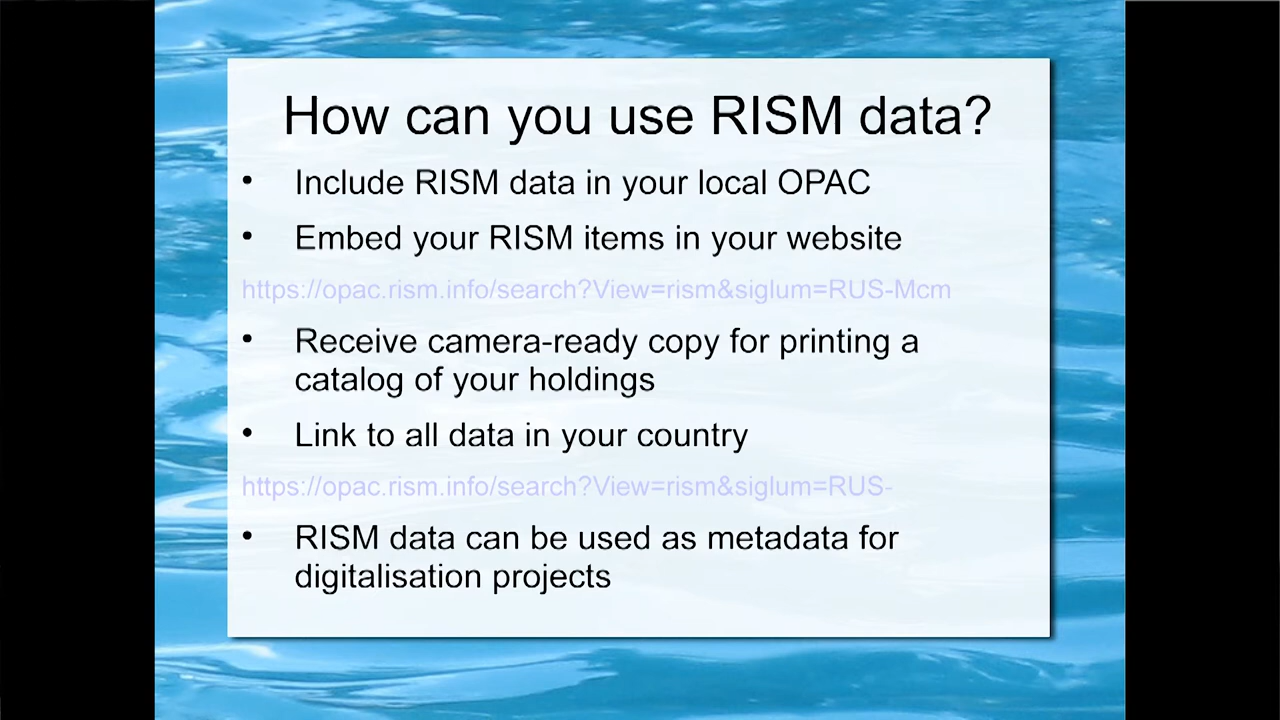 How can you use RISM data?
• Include RISM data in your local OPAC
• Embed your RISM items in your website
https://opac.rism.info/search?View=rism&siglum=RUS-Mcm
• Receive camera-ready copy for printing a
catalog of your holdings
• Link to all data in your country
https://opac.rism.info/search?View=rism&siglum=RUS-
• RISM data can be used as metadata for
digitalisation projects